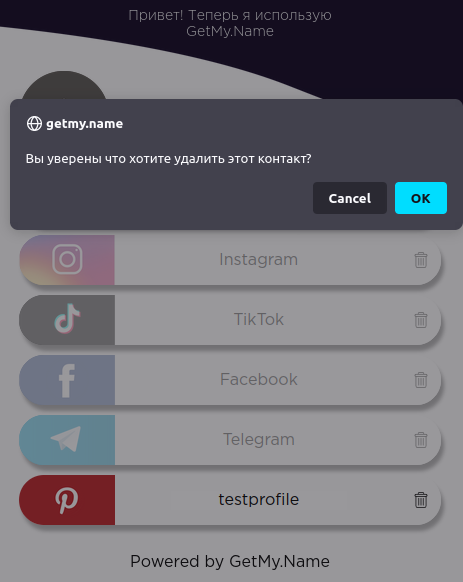 Привет! Теперь я использую
GetMy.Name
getmy.name
Вы уверены что хотите удалить этот контакт?
Cancel
OK
Instagram
TikTok
Facebook
Telegram
testprofile
Powered by GetMy.Name